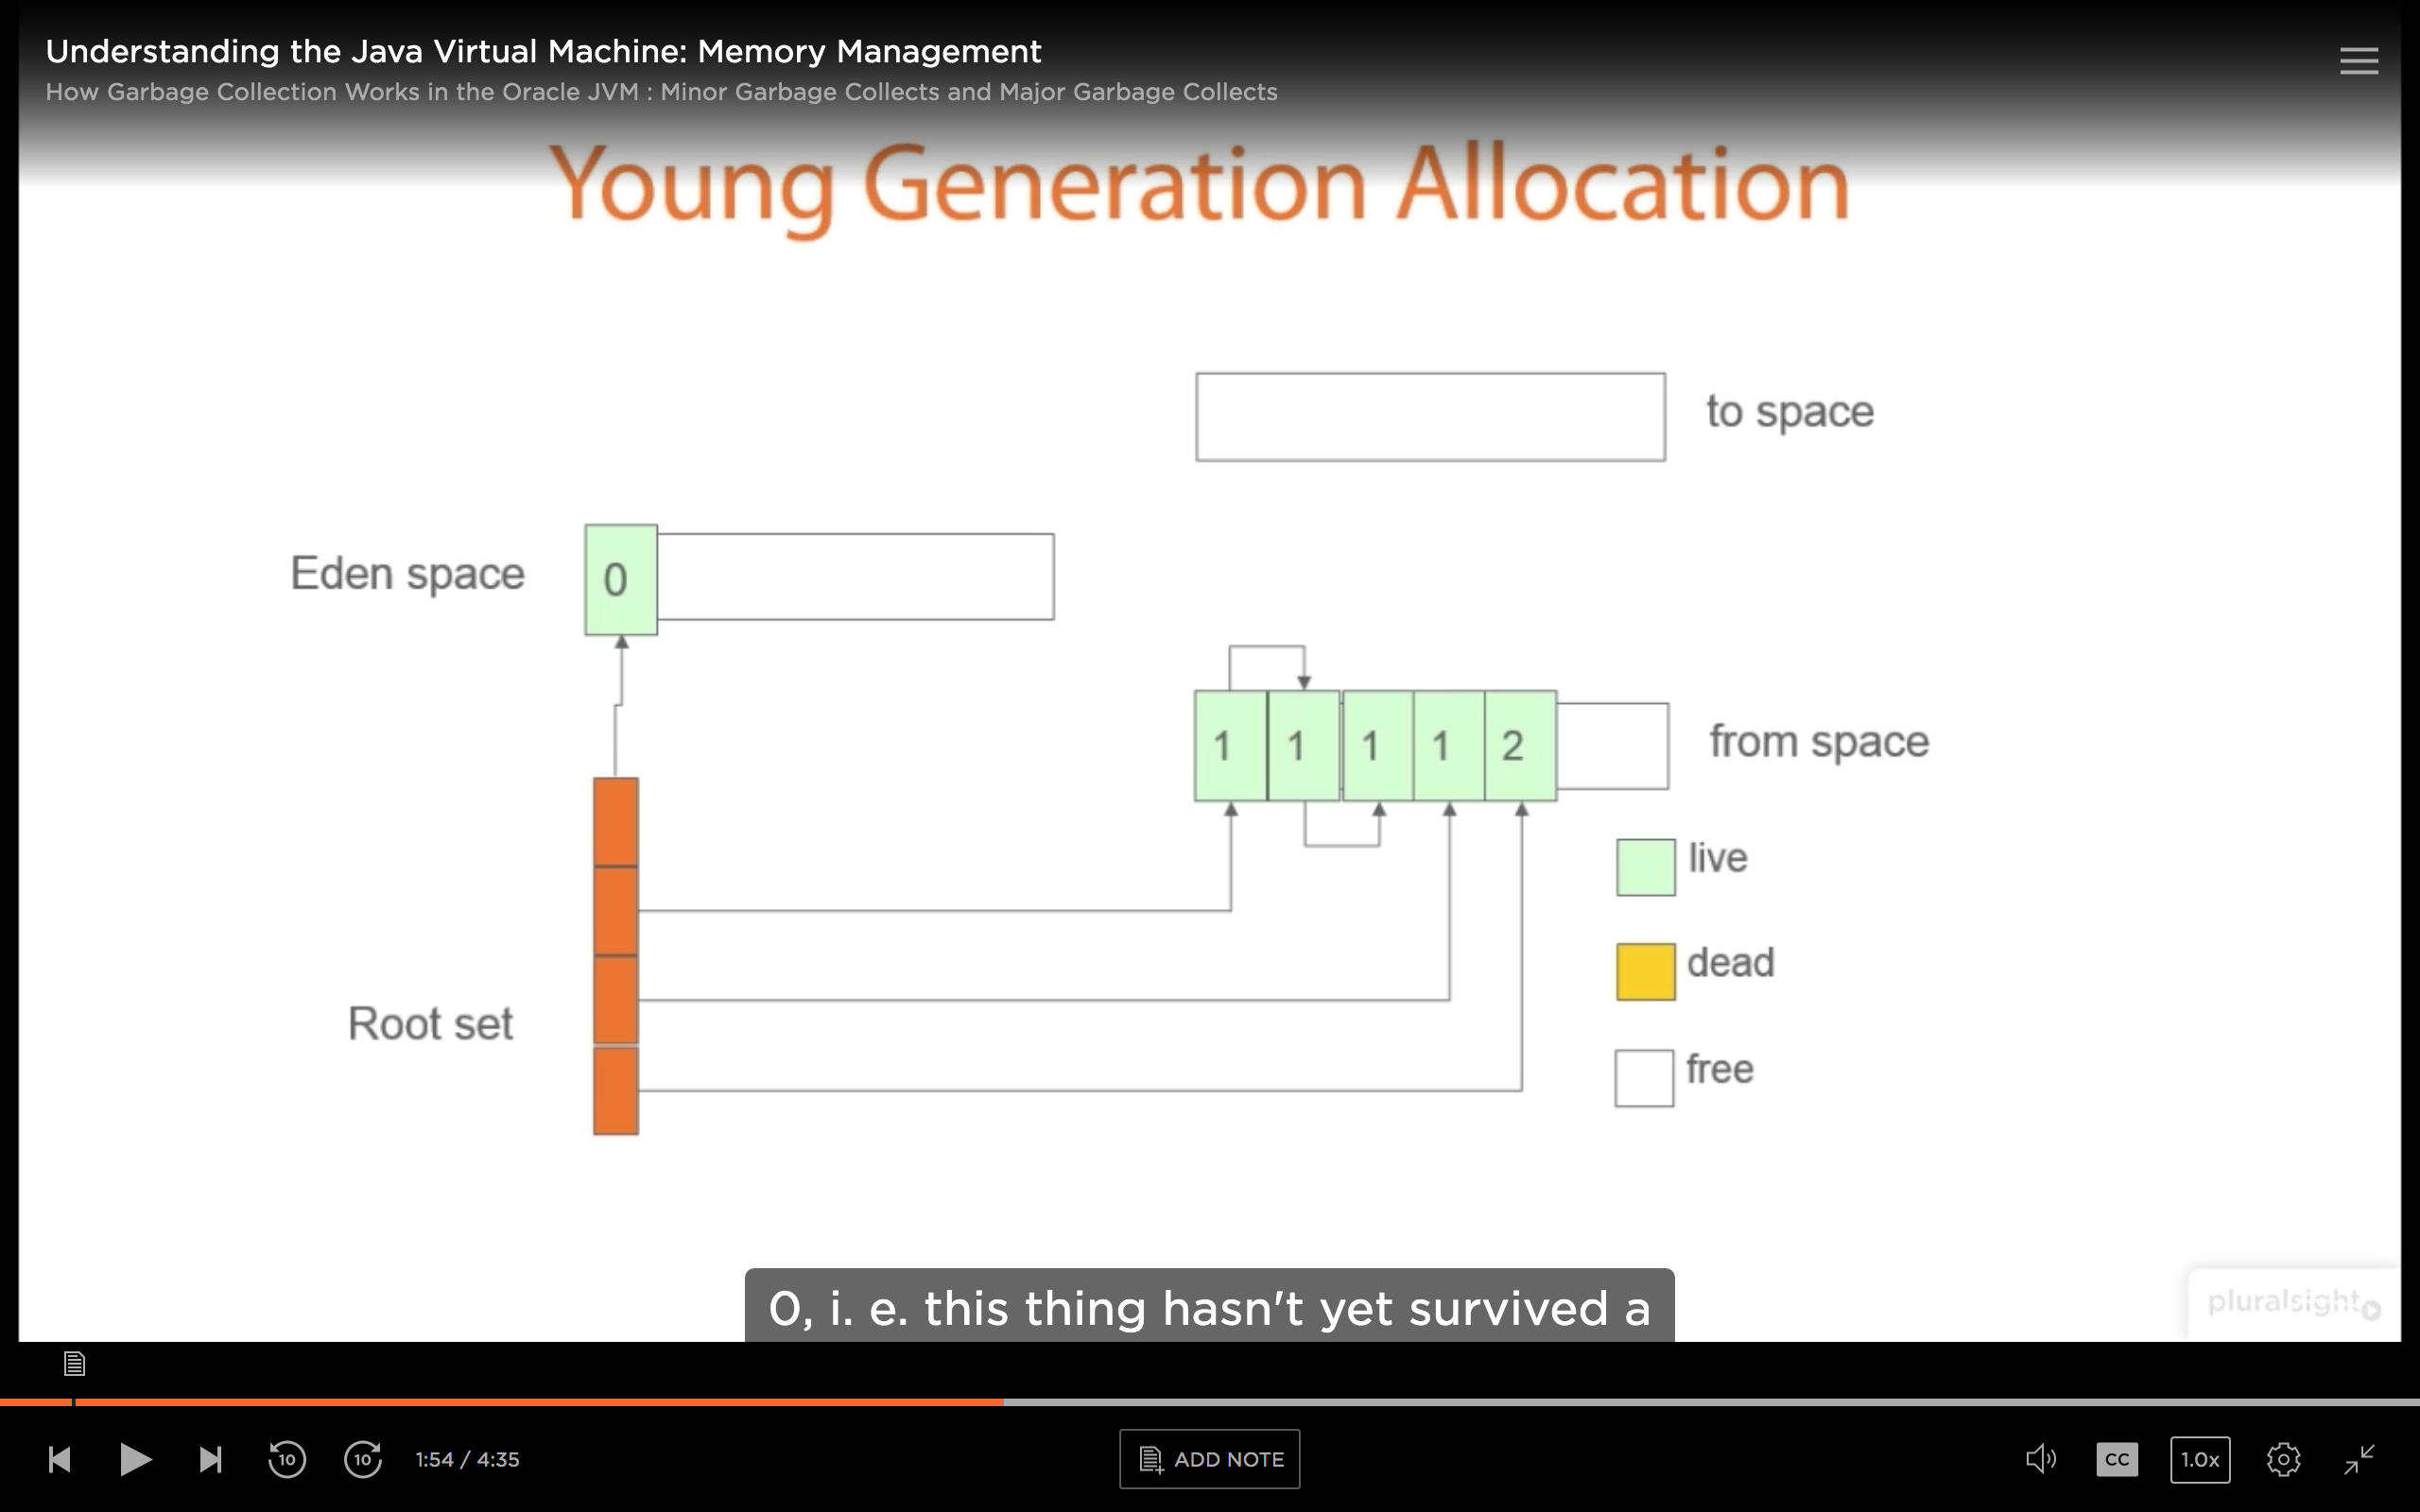 Understanding the Java Virtual Machine: Memory Management
How Garbage Collection Works in the Oracle JVM : Minor Garbage Collects and Major Garbage Collects
Young Generation Allocation
to space
Eden space
0
1 1 1 1 2
from space
live
dead
Root set
free
0, i. e. this thing hasn't yet survived a
pluralsight
10
10
1:54 / 4:35
ADD NOTE
CC
1.0x